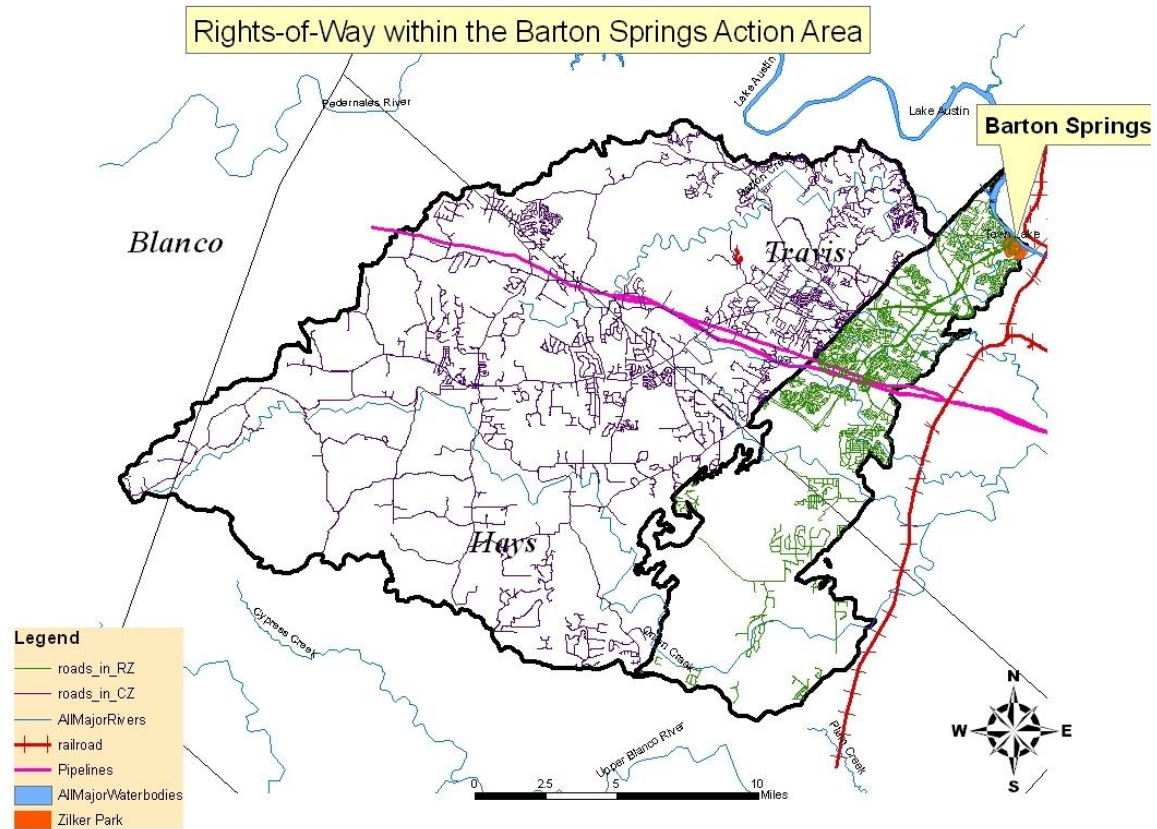 Rights-of-Way within the Barton Springs Action Area
Pedernales River
Lake Austin
Lake Austin
Barton Springs
Barton Creek
Town Lake
Blanco
Travis
Hays
Onion Creek
Cypress Creek
Upper Blanco River
Plum Creek
Legend
roads_in_RZ
roads_in_CZ
AllMajorRivers
railroad
Pipelines
AllMajorWaterbodies
Zilker Park
N
W
E
S
0 2.5 5 10
Miles